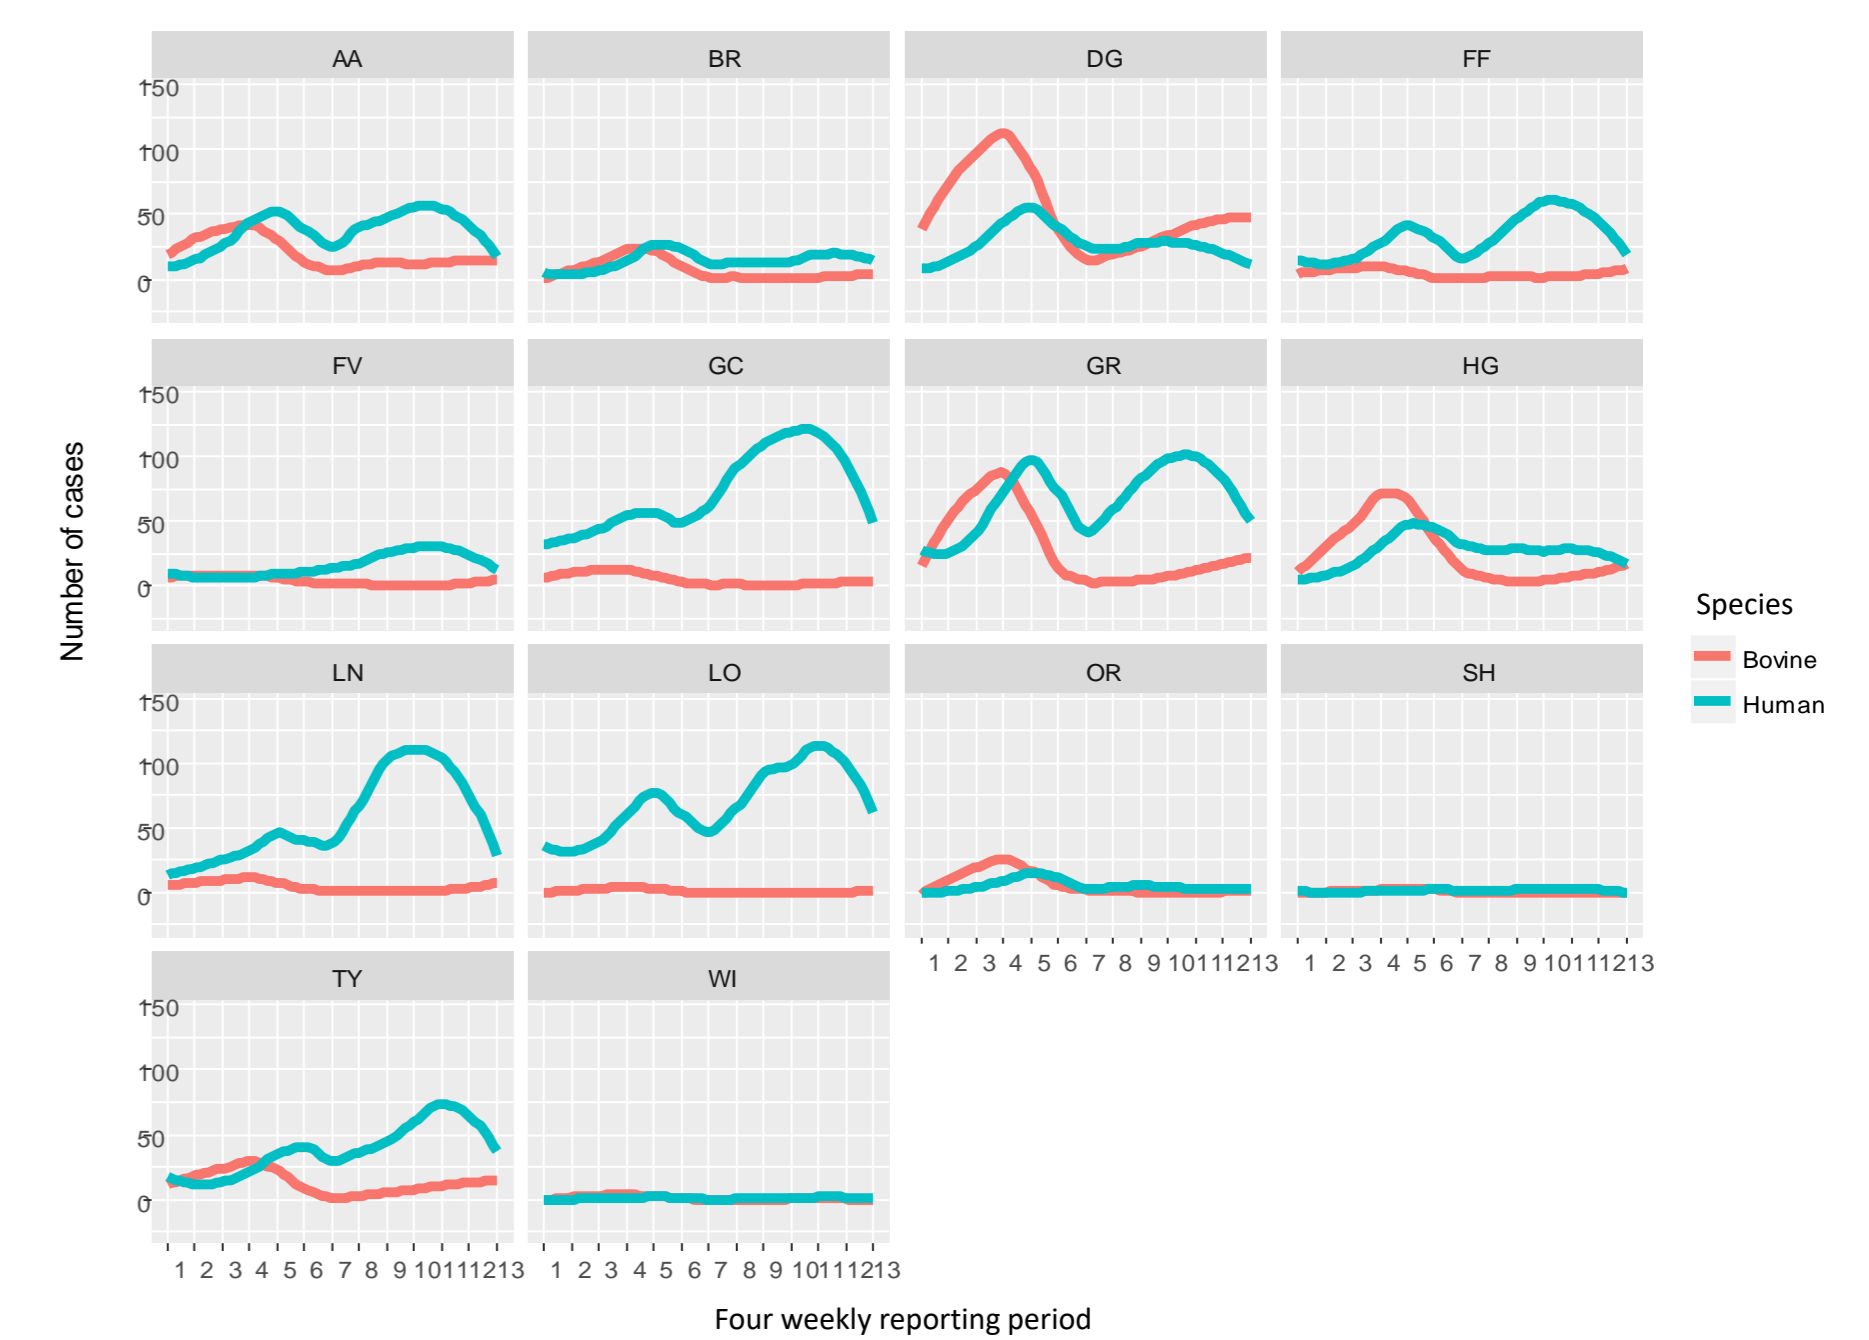 AA BR DG FF
150
100
50
0
FV GC GR HG
150
100
50
0
Number of cases
Species
Bovine
Human
LN LO OR SH
150
100
50
0
1 2 3 4 5 6 7 8 9 10 11 12 13 1 2 3 4 5 6 7 8 9 10 11 12 13
TY WI
150
100
50
0
1 2 3 4 5 6 7 8 9 10 11 12 13 1 2 3 4 5 6 7 8 9 10 11 12 13
Four weekly reporting period